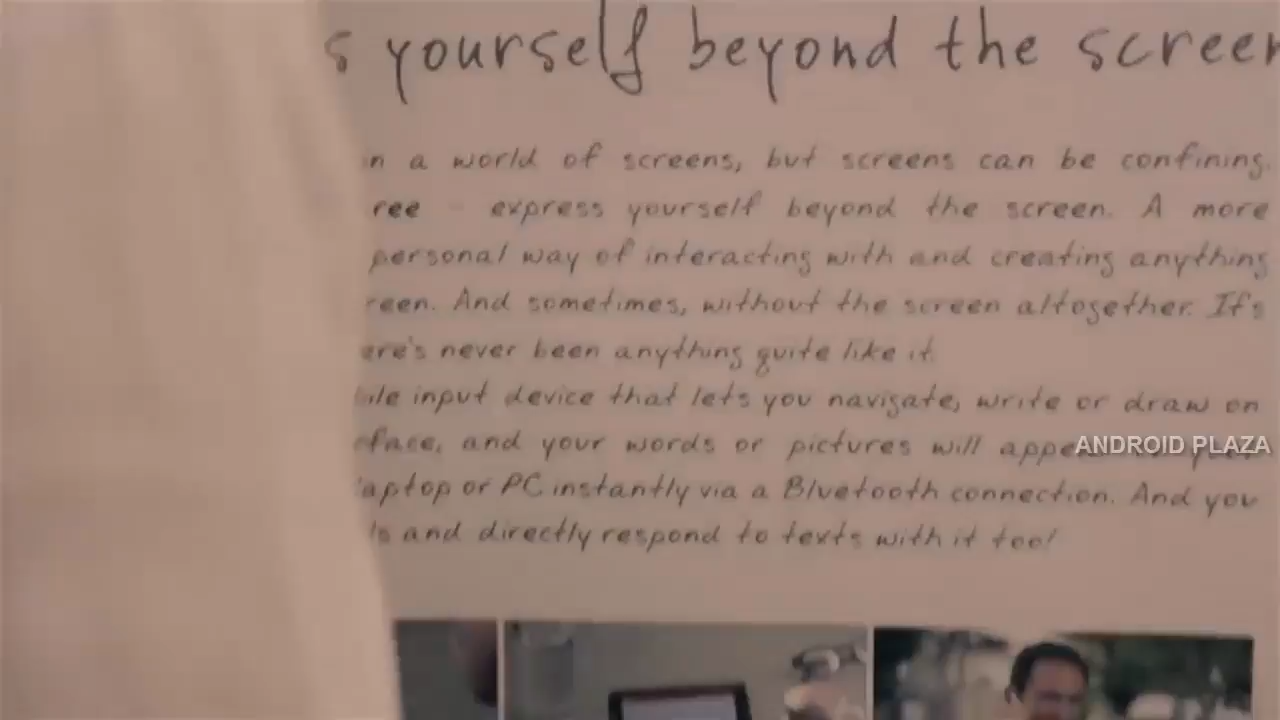 s yourself beyond the screen
in a world of screens, but screens can be confining.
ree - express yourself beyond the screen. A more
personal way of interacting with and creating anything
reen. And sometimes, without the screen altogether. It's
ere's never been anything quite like it.
ile input device that lets you navigate, write or draw on
rface, and your words or pictures will appear
ANDROID PLAZA
laptop or PC instantly via a Bluetooth connection. And you
ls and directly respond to texts with it too!